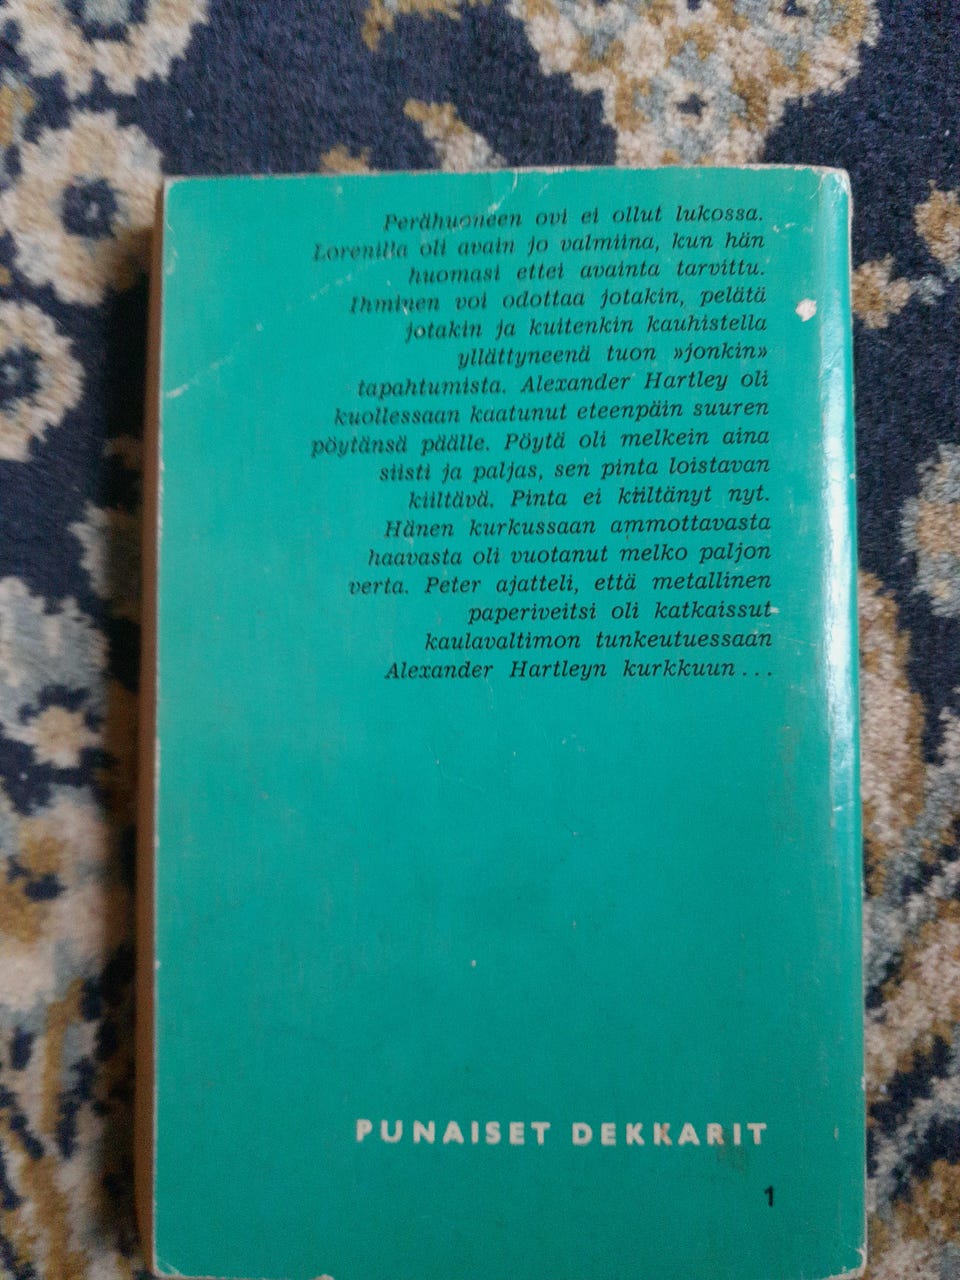 Perähuoneen ovi ei ollut lukossa.
Lorenilla oli avain jo valmiina, kun hän
huomasi ettei avainta tarvittu.
Ihminen voi odottaa jotakin, pelätä
jotakin ja kuitenkin kauhistella
yllättyneenä tuon »jonkin»
tapahtumista. Alexander Hartley oli
kuollessaan kaatunut eteenpäin suuren
pöytänsä päälle. Pöytä oli melkein aina
siisti ja paljas, sen pinta loistavan
kiiltävä. Pinta ei kiiltänyt nyt.
Hänen kurkussaan ammottavasta
haavasta oli vuotanut melko paljon
verta. Peter ajatteli, että metallinen
paperiveitsi oli katkaissut
kaulavaltimon tunkeutuessaan
Alexander Hartleyn kurkkuun...
PUNAISET DEKKARIT
1